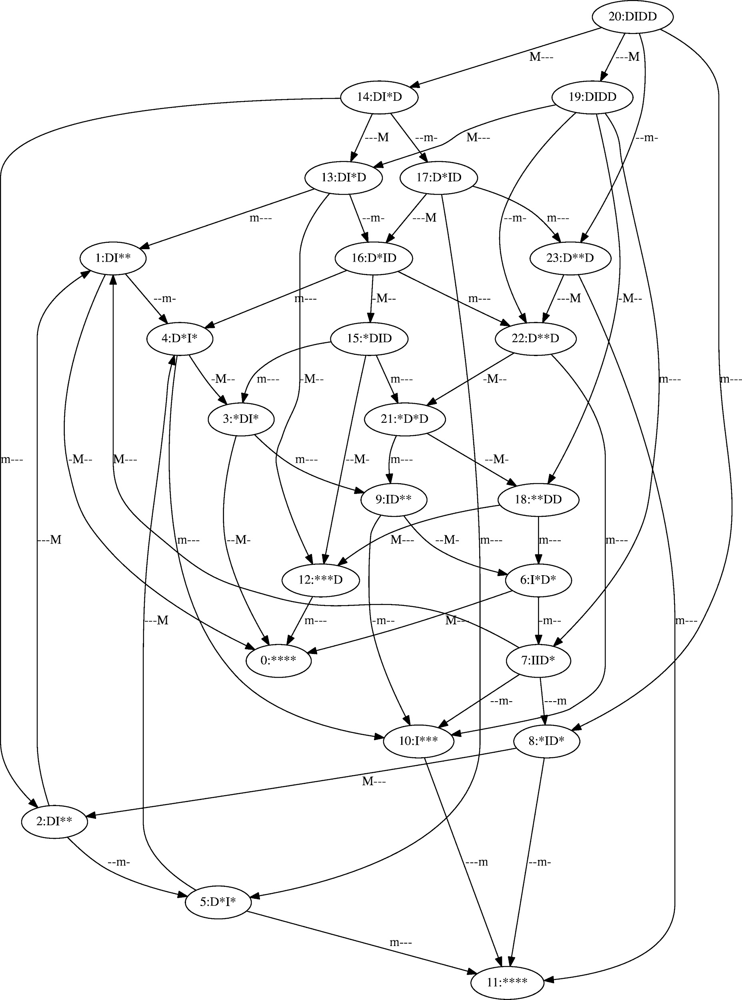 20:DIDD
M---
---M
14:DI*D
19:DIDD
---M
--m-
M---
--m-
13:DI*D
17:D*ID
m---
--m-
---M
--m-
m---
1:DI**
16:D*ID
23:D**D
--m-
m---
-M--
m---
---M
-M--
4:D*I*
15:*DID
22:D**D
-M--
m---
-M--
m---
-M--
m---
m---
3:*DI*
21:*D*D
m---
-M--
M---
m---
--M-
m---
--M-
9:ID**
18:**DD
---M
m---
--M-
M---
--M-
m---
m---
m---
12:***D
6:I*D*
---M
m---
-m--
M---
-m--
m---
0:****
7:IID*
--m-
---m
10:I***
8:*ID*
M---
2:DI**
--m-
---m
--m-
5:D*I*
m---
11:****